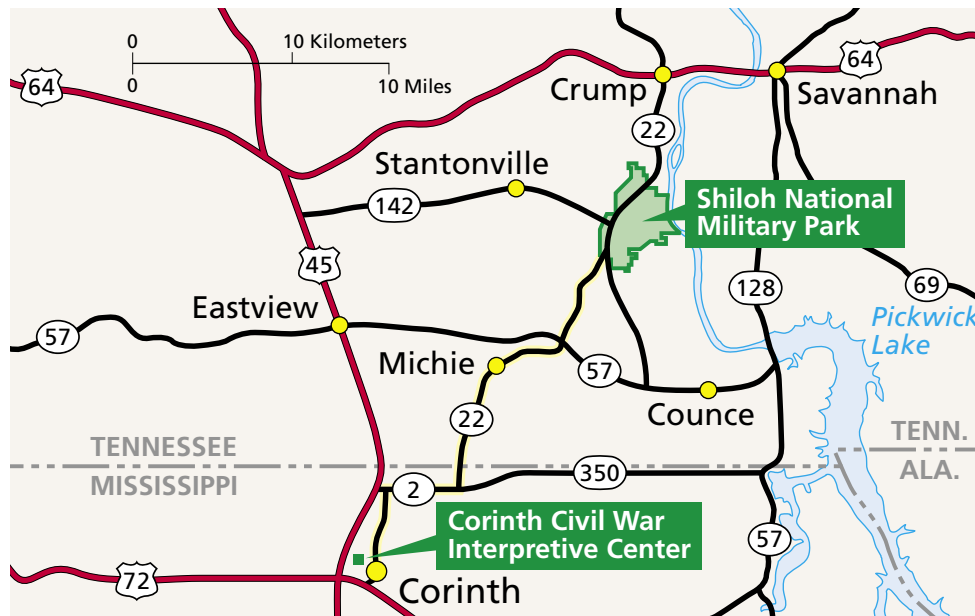 0
10 Kilometers
0
10 Miles
64
64
Crump
Savannah
22
Stantonville
142
Shiloh National
Military Park
45
Eastview
128
69
57
Pickwick
Lake
Michie
57
Counce
22
TENNESSEE
MISSISSIPPI
TENN.
ALA.
350
2
Corinth Civil War
Interpretive Center
57
72
Corinth